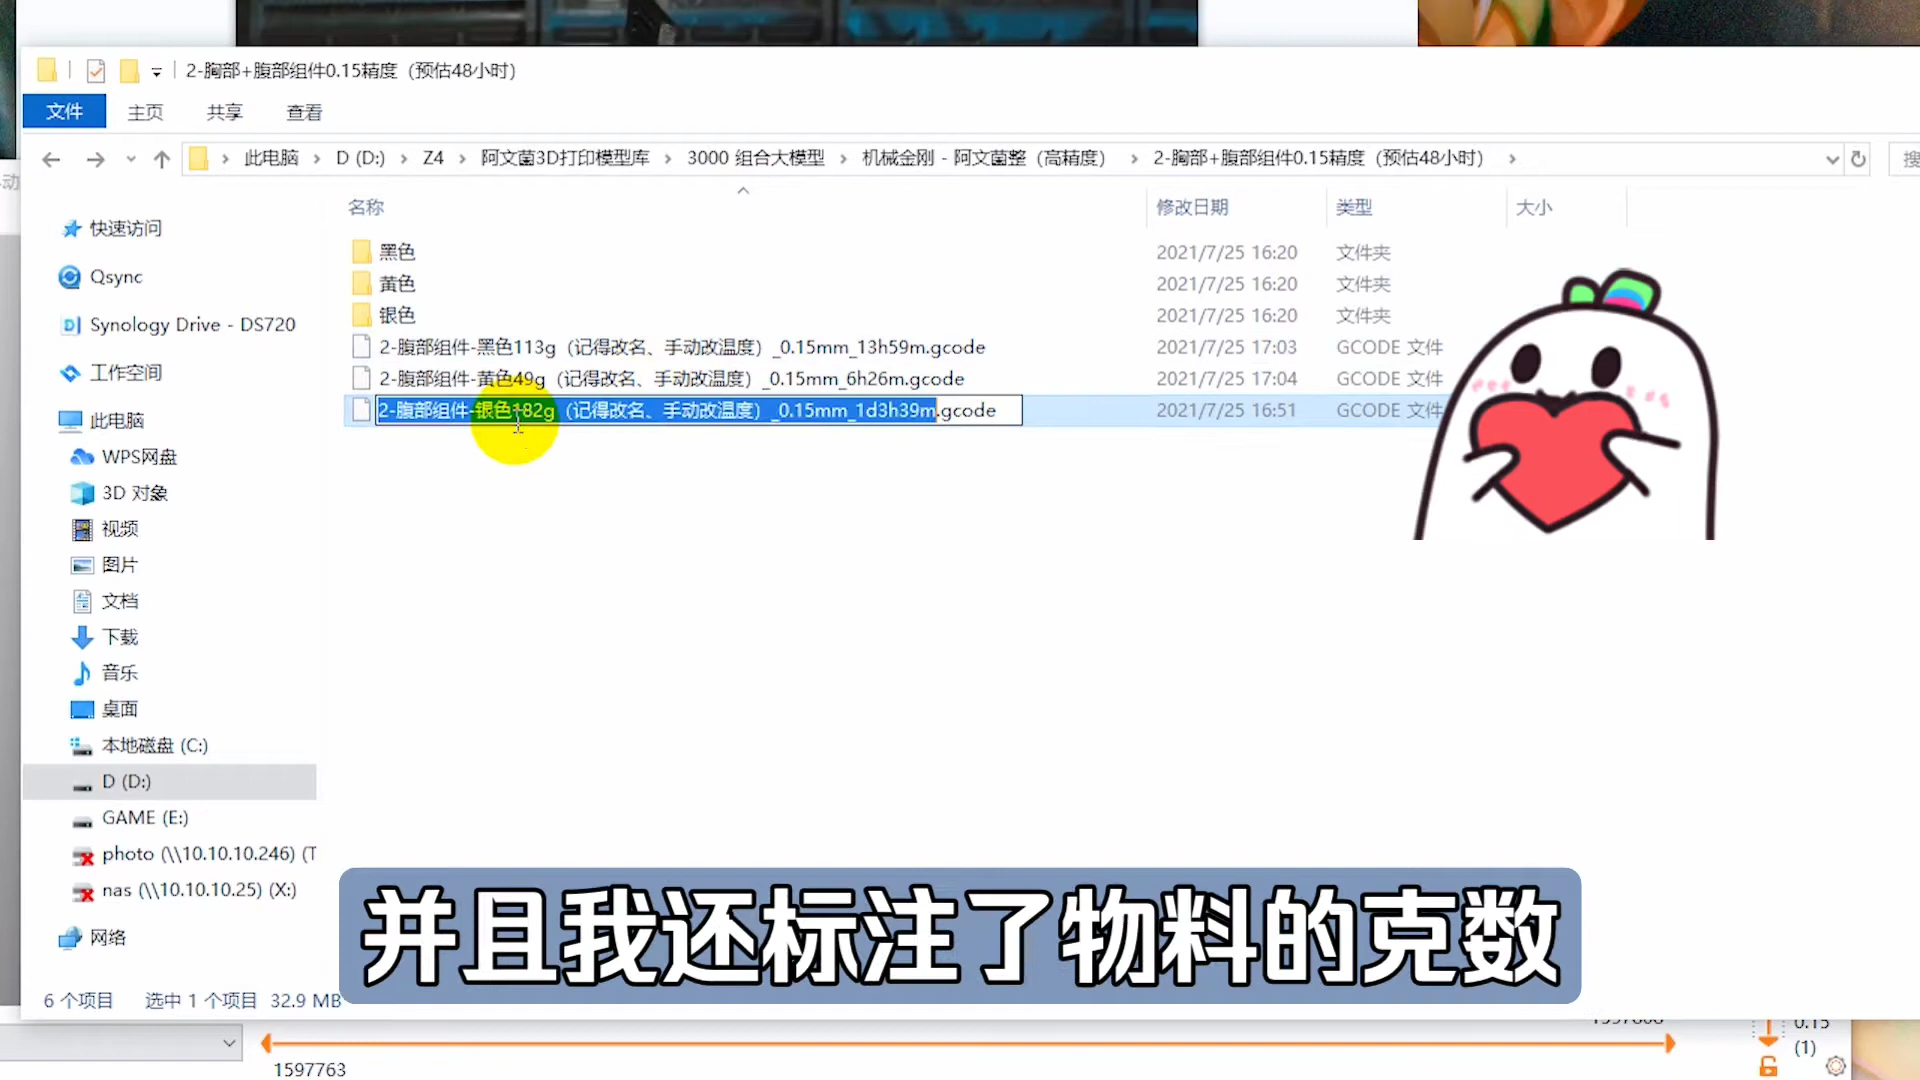 2-胸部+腹部组件0.15精度（预估48小时）
文件 主页 共享 查看
此电脑 D (D:) Z4 阿文菌3D打印模型库 3000 组合大模型 机械金刚 - 阿文菌整（高精度） 2-胸部+腹部组件0.15精度（预估48小时） 搜
名称 修改日期 类型 大小
快速访问
Qsync
Synology Drive - DS720
工作空间
此电脑
WPS网盘
3D 对象
视频
图片
文档
下载
音乐
桌面
本地磁盘 (C:)
D (D:)
GAME (E:)
photo (\\10.10.10.246) (T
nas (\\10.10.10.25) (X:)
网络
黑色 2021/7/25 16:20 文件夹
黄色 2021/7/25 16:20 文件夹
银色 2021/7/25 16:20 文件夹
2-腹部组件-黑色113g（记得改名、手动改温度）_0.15mm_13h59m.gcode 2021/7/25 17:03 GCODE 文件
2-腹部组件-黄色49g（记得改名、手动改温度）_0.15mm_6h26m.gcode 2021/7/25 17:04 GCODE 文件
2-腹部组件-银色182g（记得改名、手动改温度）_0.15mm_1d3h39m.gcode 2021/7/25 16:51 GCODE 文件
并且我还标注了物料的克数
6 个项目 选中 1 个项目 32.9 MB
0.15
(1)
1597763